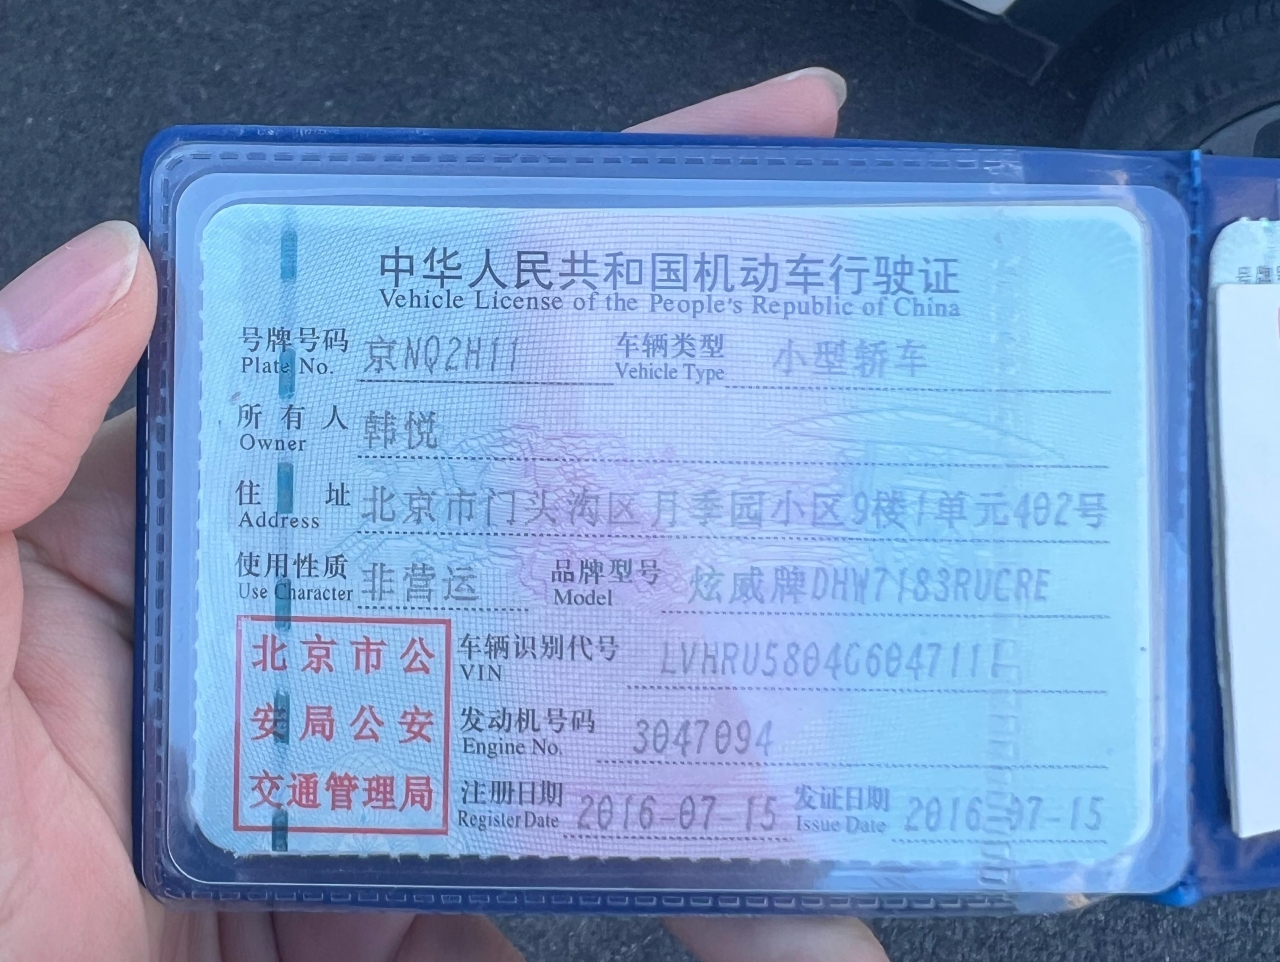 中华人民共和国机动车行驶证
Vehicle License of the People's Republic of China
号牌号码 京NQ2H11 车辆类型 小型轿车
Plate No. Vehicle Type
所有人 韩悦
Owner
住址 北京市门头沟区月季园小区9楼1单元402号
Address
使用性质 非营运 品牌型号 炫威牌DHW7183RUCRE
Use Character Model
北京市公
安局公安
交通管理局
车辆识别代号 LVHRU5804G6047111
VIN
发动机号码 3047094
Engine No.
注册日期 2016-07-15 发证日期 2016-07-15
Register Date Issue Date